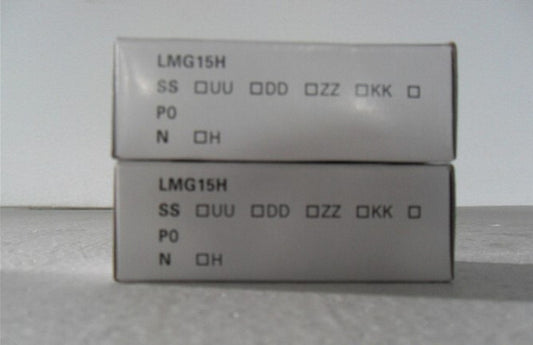 LMG15H
SS □UU □DD □ZZ □KK □
P0
N □H
LMG15H
SS □UU □DD □ZZ □KK □
P0
N □H